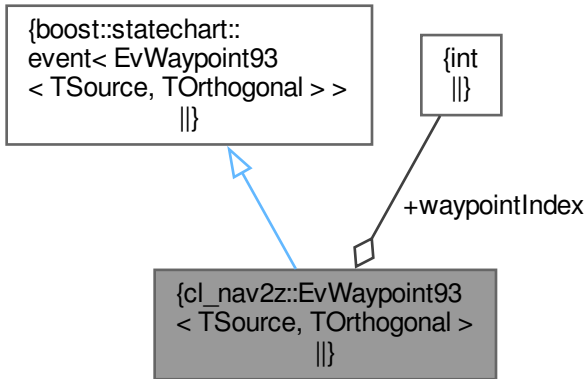 {boost::statechart::
event< EvWaypoint93
< TSource, TOrthogonal > >
||}
{int
||}
+waypointIndex
{cl_nav2z::EvWaypoint93
< TSource, TOrthogonal >
||}